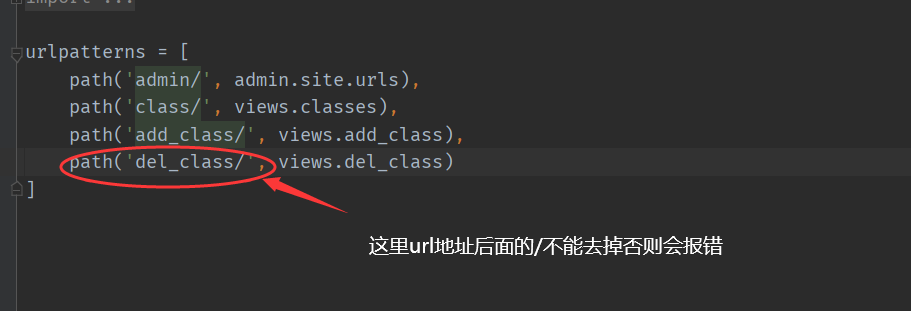 import ...
urlpatterns = [
path('admin/', admin.site.urls),
path('class/', views.classes),
path('add_class/', views.add_class),
path('del_class/', views.del_class)
]
这里url地址后面的/不能去掉否则会报错